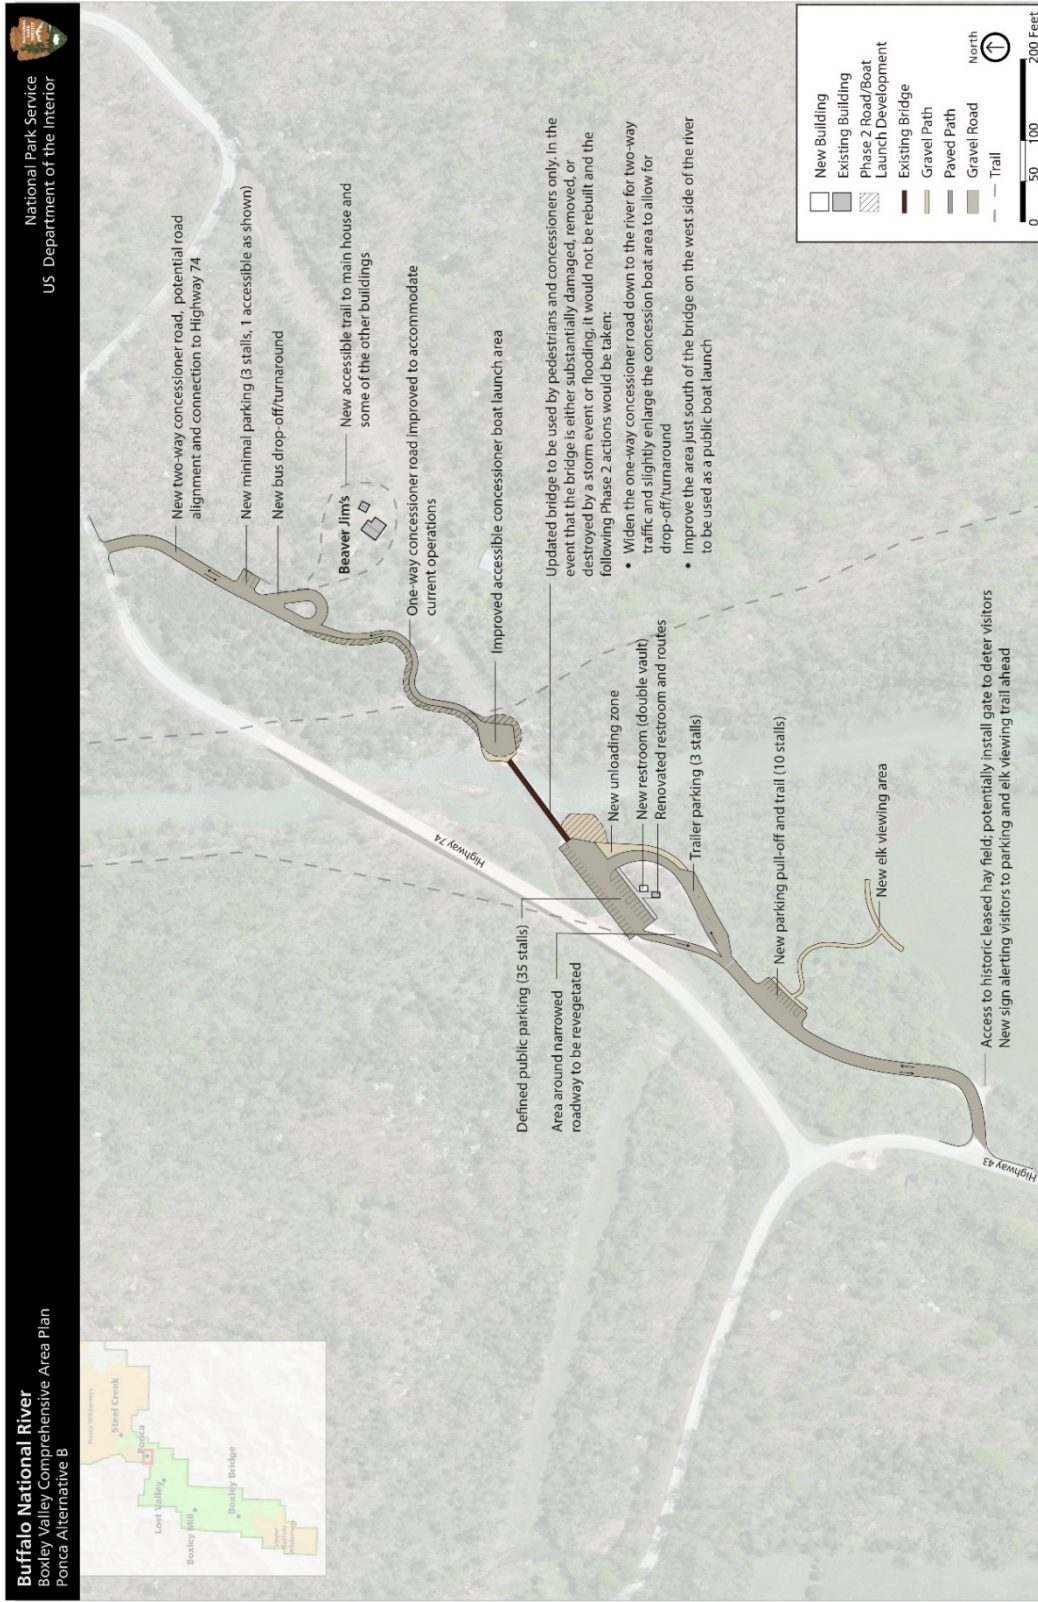 Buffalo National River
Boxley Valley Comprehensive Area Plan
Ponca Alternative B
National Park Service
US Department of the Interior
Ponca Wilderness
Steel Creek
Ponca
Lost Valley
Boxley Mill
Boxley Bridge
Upper
Buffalo
Wilderness
New two-way concessioner road, potential road
alignment and connection to Highway 74
New minimal parking (3 stalls, 1 accessible as shown)
New bus drop-off/turnaround
Beaver Jim's
New accessible trail to main house and
some of the other buildings
One-way concessioner road improved to accommodate
current operations
Improved accessible concessioner boat launch area
Highway 74
Updated bridge to be used by pedestrians and concessioners only. In the
event that the bridge is either substantially damaged, removed, or
destroyed by a storm event or flooding, it would not be rebuilt and the
following Phase 2 actions would be taken:
• Widen the one-way concessioner road down to the river for two-way
traffic and slightly enlarge the concession boat area to allow for
drop-off/turnaround
• Improve the area just south of the bridge on the west side of the river
to be used as a public boat launch
Defined public parking (35 stalls)
Area around narrowed
roadway to be revegetated
New unloading zone
New restroom (double vault)
Renovated restroom and routes
Trailer parking (3 stalls)
New parking pull-off and trail (10 stalls)
New elk viewing area
Access to historic leased hay field; potentially install gate to deter visitors
New sign alerting visitors to parking and elk viewing trail ahead
Highway 43
New Building
Existing Building
Phase 2 Road/Boat
Launch Development
Existing Bridge
Gravel Path
Paved Path
Gravel Road
Trail
North
0 50 100 200 Feet